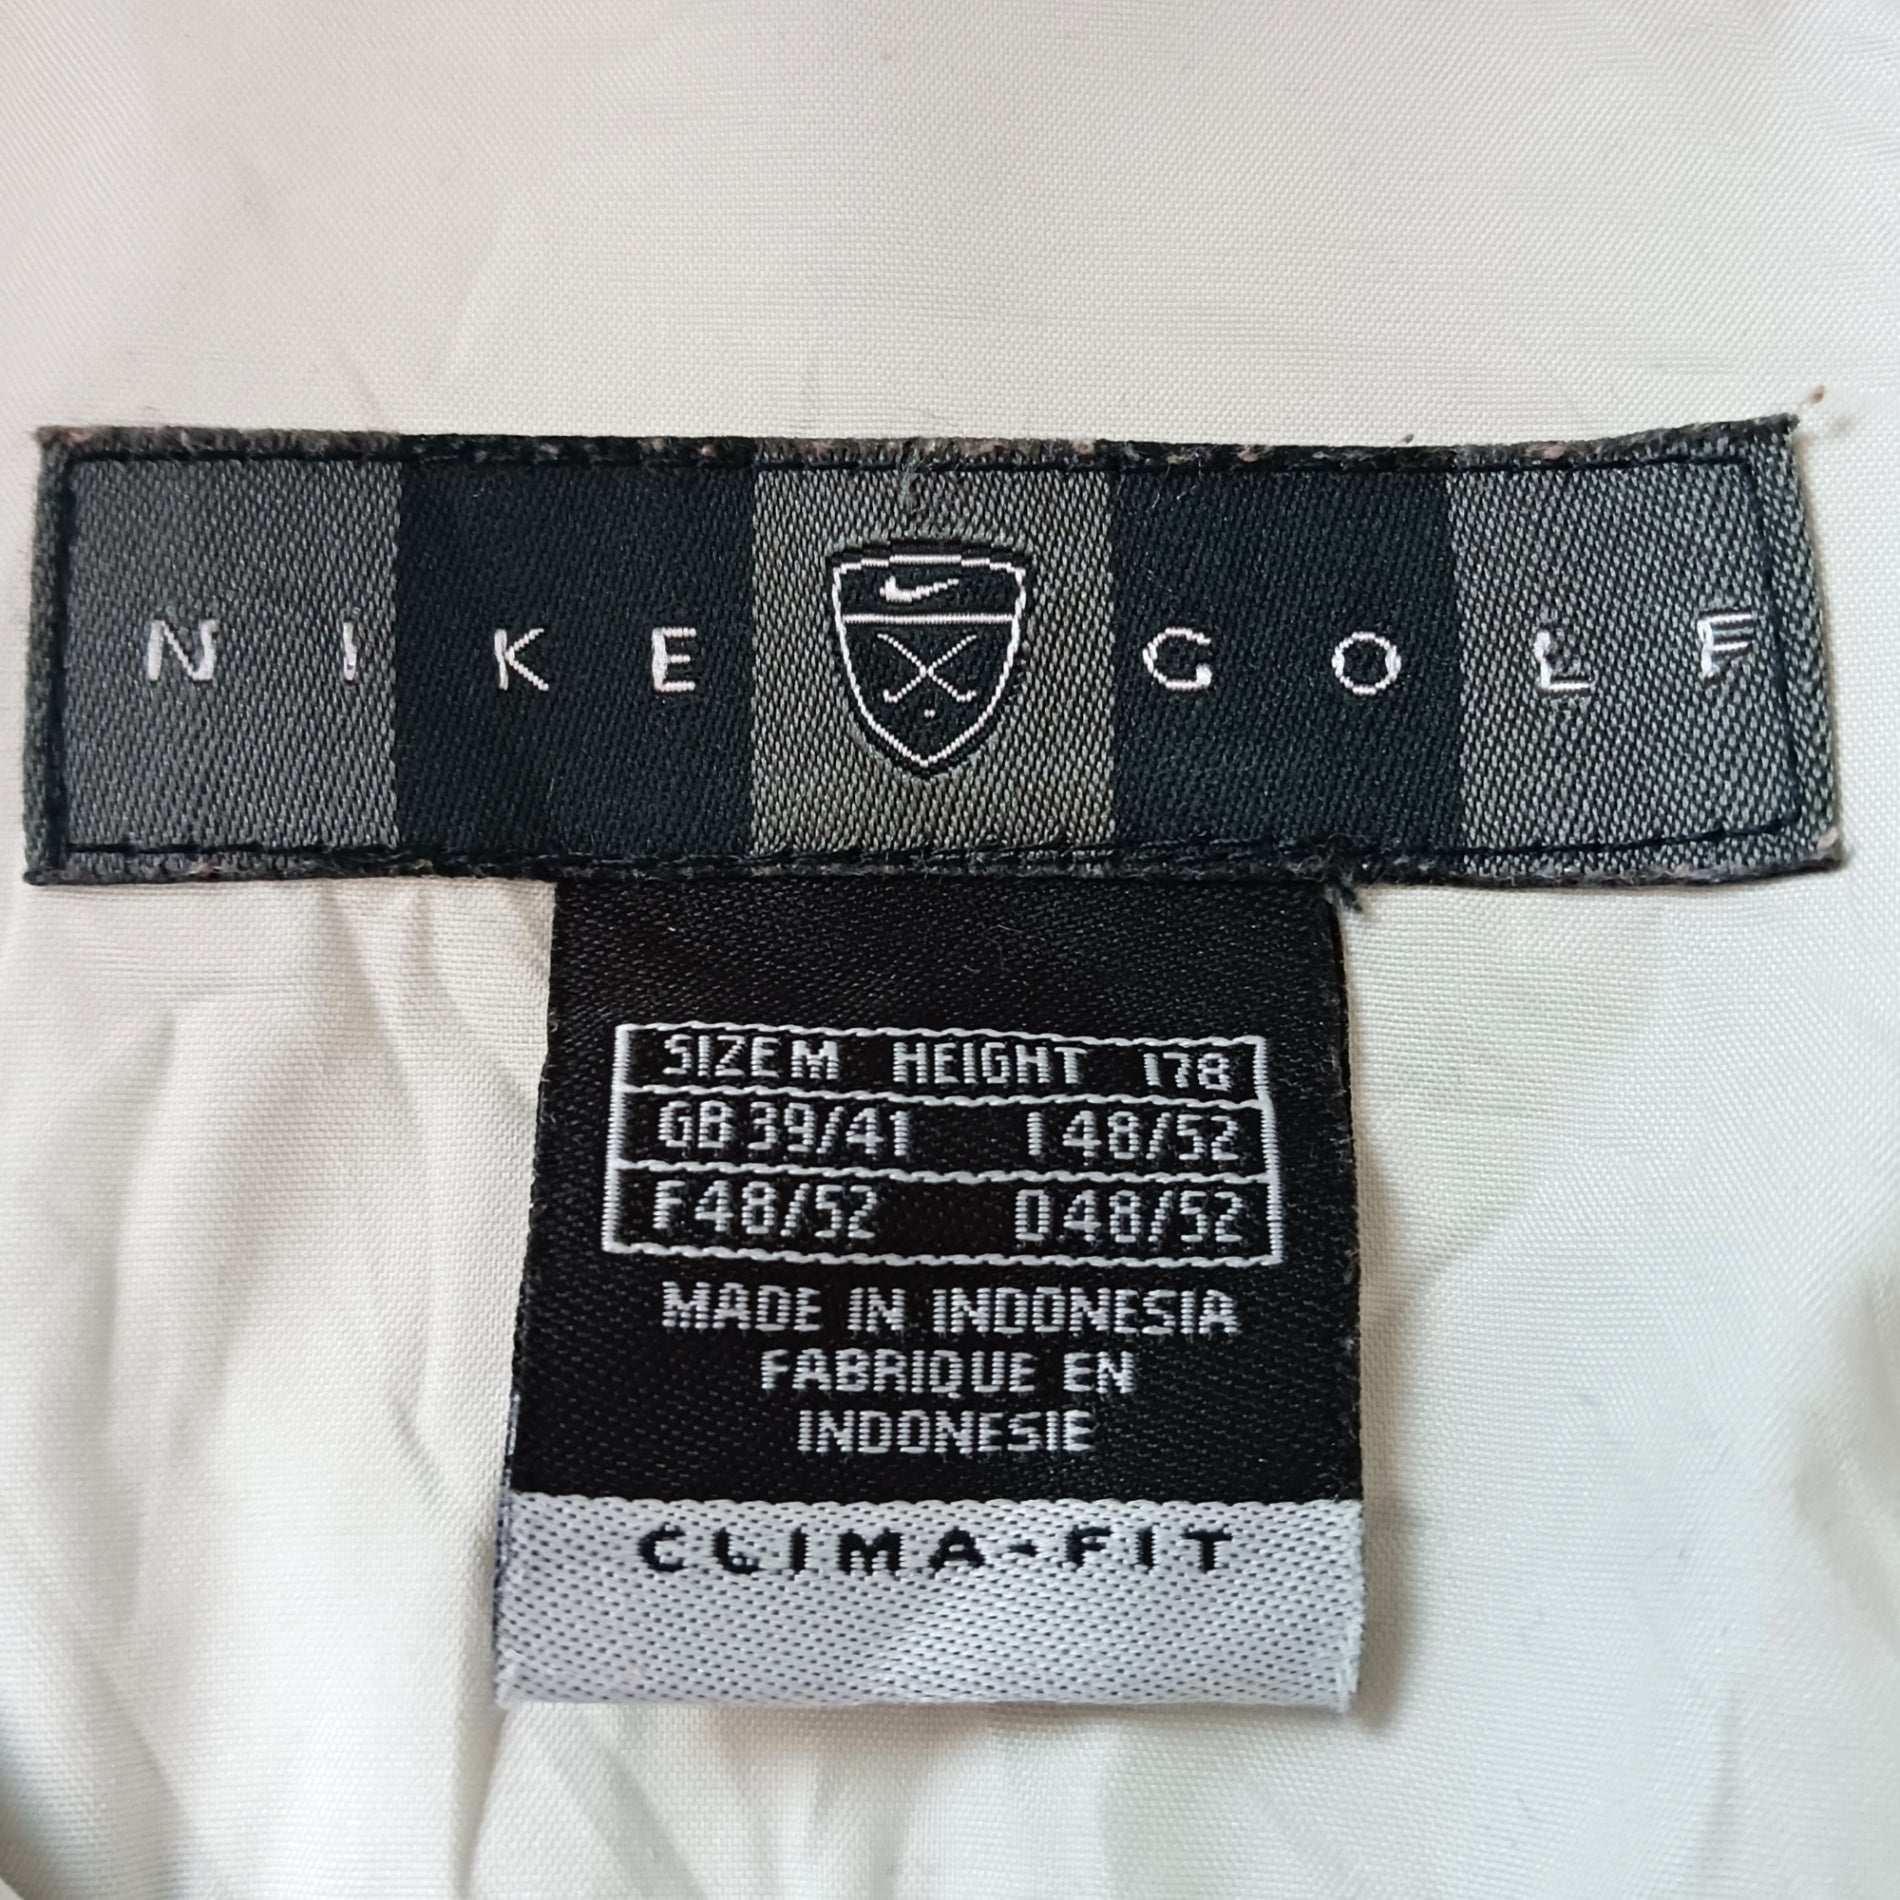 NIKE GOLF
SIZE M HEIGHT 178
GB 39/41 I 48/52
F 48/52 D 48/52
MADE IN INDONESIA
FABRIQUE EN
INDONESIE
CLIMA-FIT